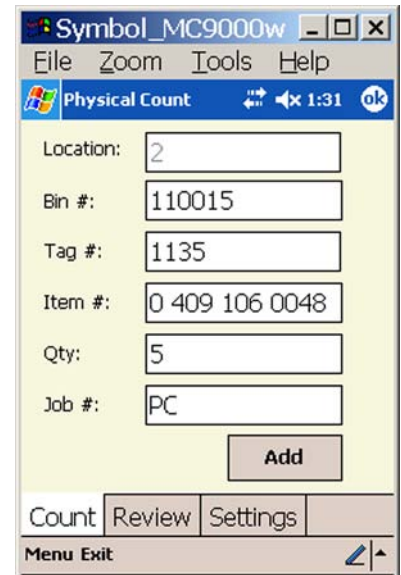 Symbol_MC9000w
File Zoom Tools Help
Physical Count 1:31 ok
Location: 2
Bin #: 110015
Tag #: 1135
Item #: 0 409 106 0048
Qty: 5
Job #: PC
Add
Count Review Settings
Menu Exit